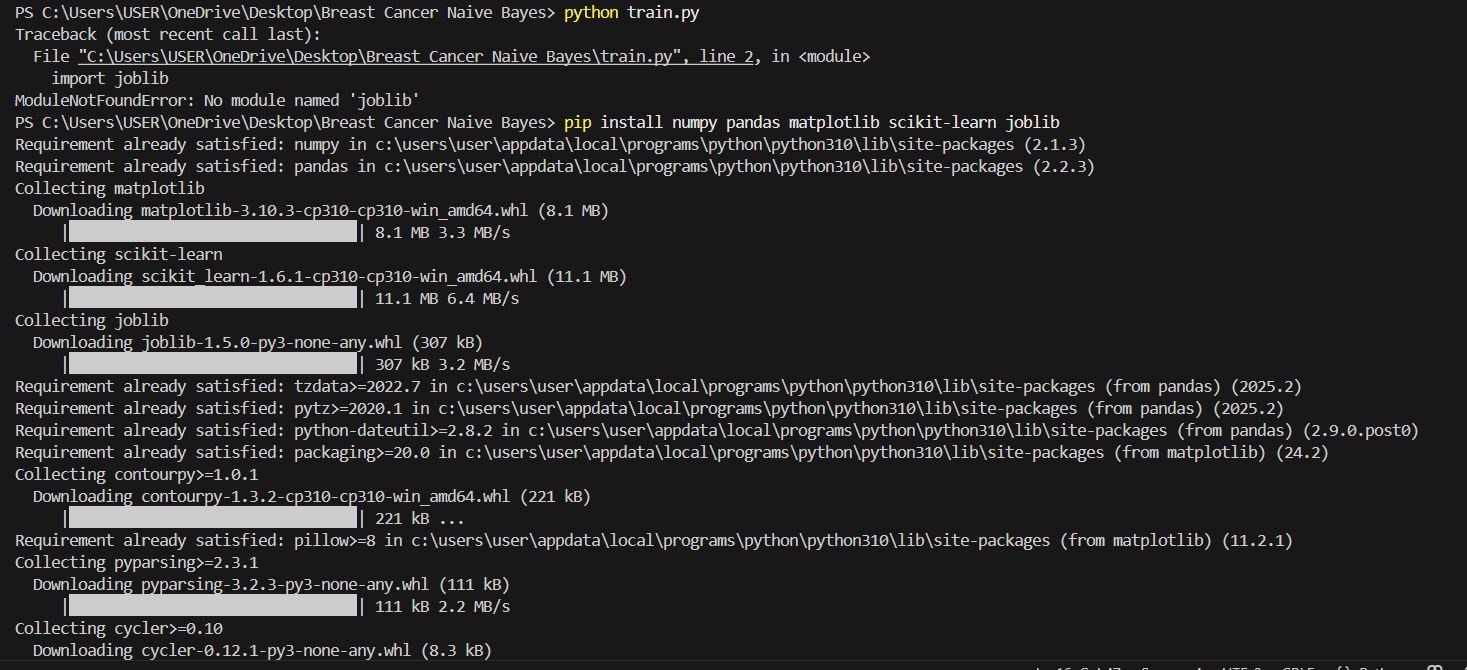 PS C:\Users\USER\OneDrive\Desktop\Breast Cancer Naive Bayes> python train.py
Traceback (most recent call last):
  File "C:\Users\USER\OneDrive\Desktop\Breast Cancer Naive Bayes\train.py", line 2, in <module>
    import joblib
ModuleNotFoundError: No module named 'joblib'
PS C:\Users\USER\OneDrive\Desktop\Breast Cancer Naive Bayes> pip install numpy pandas matplotlib scikit-learn joblib
Requirement already satisfied: numpy in c:\users\user\appdata\local\programs\python\python310\lib\site-packages (2.1.3)
Requirement already satisfied: pandas in c:\users\user\appdata\local\programs\python\python310\lib\site-packages (2.2.3)
Collecting matplotlib
  Downloading matplotlib-3.10.3-cp310-cp310-win_amd64.whl (8.1 MB)
     |████████████████████████████████| 8.1 MB 3.3 MB/s
Collecting scikit-learn
  Downloading scikit_learn-1.6.1-cp310-cp310-win_amd64.whl (11.1 MB)
     |████████████████████████████████| 11.1 MB 6.4 MB/s
Collecting joblib
  Downloading joblib-1.5.0-py3-none-any.whl (307 kB)
     |████████████████████████████████| 307 kB 3.2 MB/s
Requirement already satisfied: tzdata>=2022.7 in c:\users\user\appdata\local\programs\python\python310\lib\site-packages (from pandas) (2025.2)
Requirement already satisfied: pytz>=2020.1 in c:\users\user\appdata\local\programs\python\python310\lib\site-packages (from pandas) (2025.2)
Requirement already satisfied: python-dateutil>=2.8.2 in c:\users\user\appdata\local\programs\python\python310\lib\site-packages (from pandas) (2.9.0.post0)
Requirement already satisfied: packaging>=20.0 in c:\users\user\appdata\local\programs\python\python310\lib\site-packages (from matplotlib) (24.2)
Collecting contourpy>=1.0.1
  Downloading contourpy-1.3.2-cp310-cp310-win_amd64.whl (221 kB)
     |████████████████████████████████| 221 kB ...
Requirement already satisfied: pillow>=8 in c:\users\user\appdata\local\programs\python\python310\lib\site-packages (from matplotlib) (11.2.1)
Collecting pyparsing>=2.3.1
  Downloading pyparsing-3.2.3-py3-none-any.whl (111 kB)
     |████████████████████████████████| 111 kB 2.2 MB/s
Collecting cycler>=0.10
  Downloading cycler-0.12.1-py3-none-any.whl (8.3 kB)